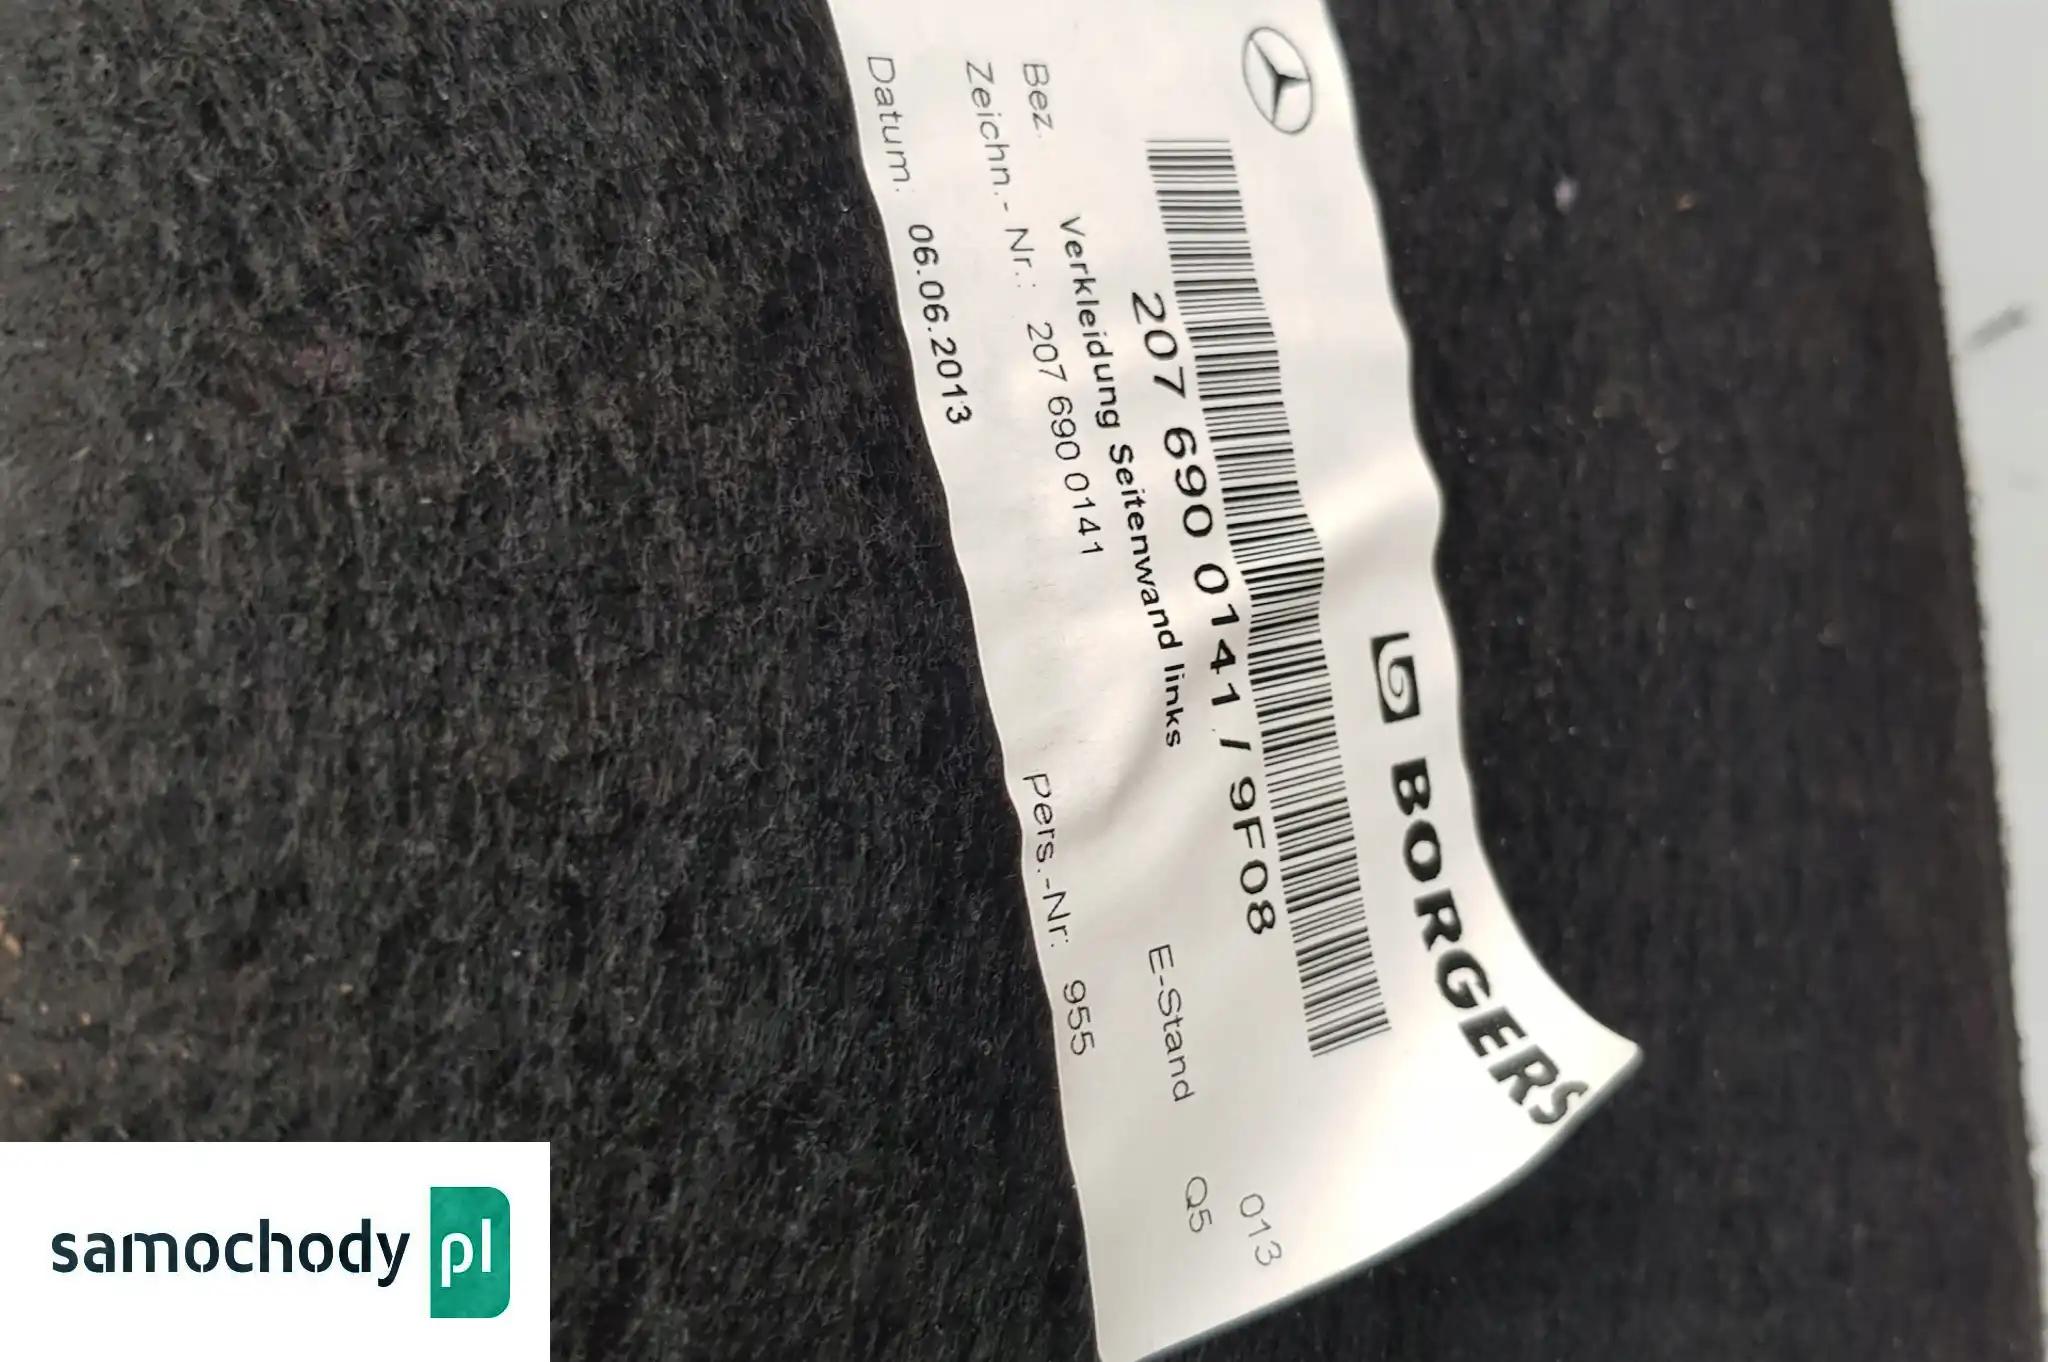 BORGERS
207 690 0141 / 9F08
013
Bez. Verkleidung Seitenwand links
E-Stand Q5
Zeichn.- Nr.: 207 690 0141
Datum: 06.06.2013
Pers.-Nr: 955
samochody pl